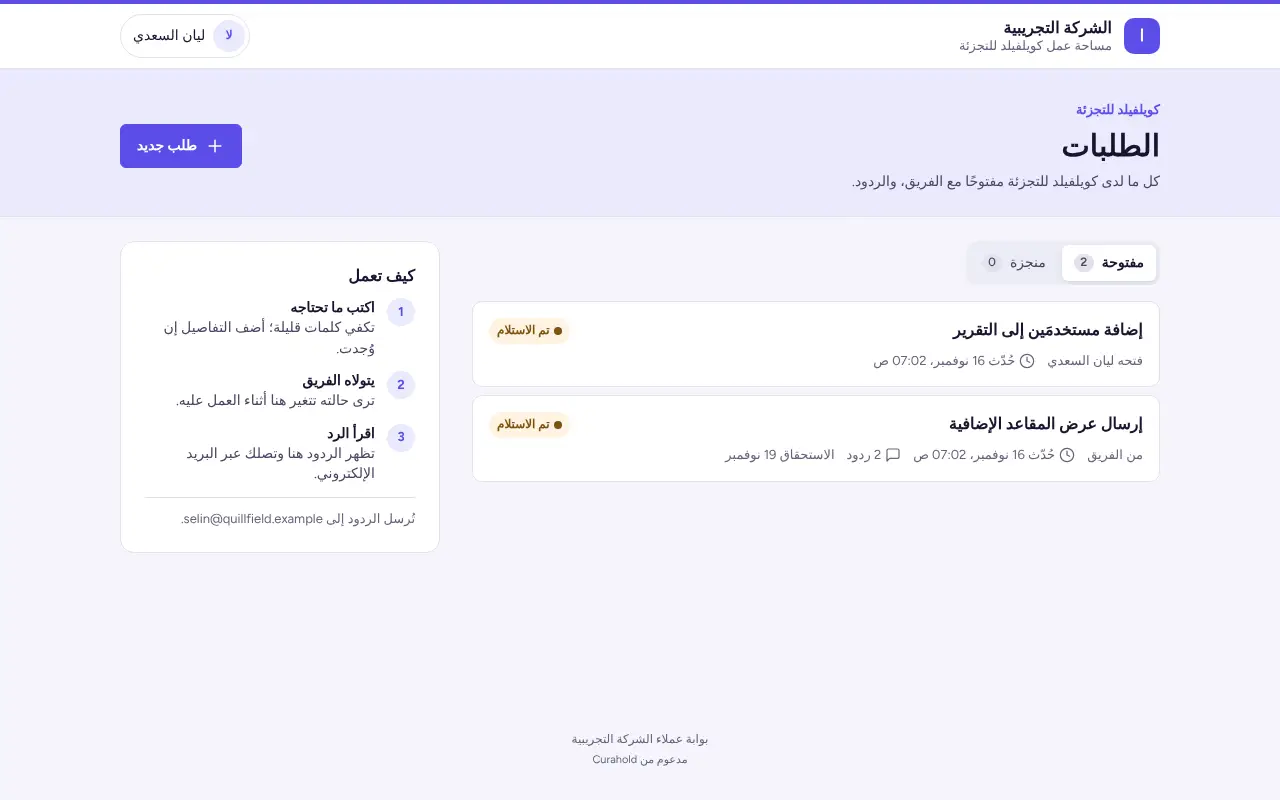 ا
الشركة التجريبية
مساحة عمل كويلفيلد للتجزئة
لا
ليان السعدي
كويلفيلد للتجزئة
الطلبات
كل ما لدى كويلفيلد للتجزئة مفتوحًا مع الفريق، والردود.
طلب جديد
مفتوحة 2
منجزة 0
إضافة مستخدمَين إلى التقرير
تم الاستلام
فتحه ليان السعدي حُدّث 16 نوفمبر، 07:02 ص
إرسال عرض المقاعد الإضافية
تم الاستلام
من الفريق حُدّث 16 نوفمبر، 07:02 ص 2 ردود الاستحقاق 19 نوفمبر
كيف تعمل
1
اكتب ما تحتاجه
تكفي كلمات قليلة؛ أضف التفاصيل إن
وُجدت.
2
يتولاه الفريق
ترى حالته تتغير هنا أثناء العمل عليه.
3
اقرأ الرد
تظهر الردود هنا وتصلك عبر البريد
الإلكتروني.
تُرسل الردود إلى selin@quillfield.example.
بوابة عملاء الشركة التجريبية
مدعوم من Curahold